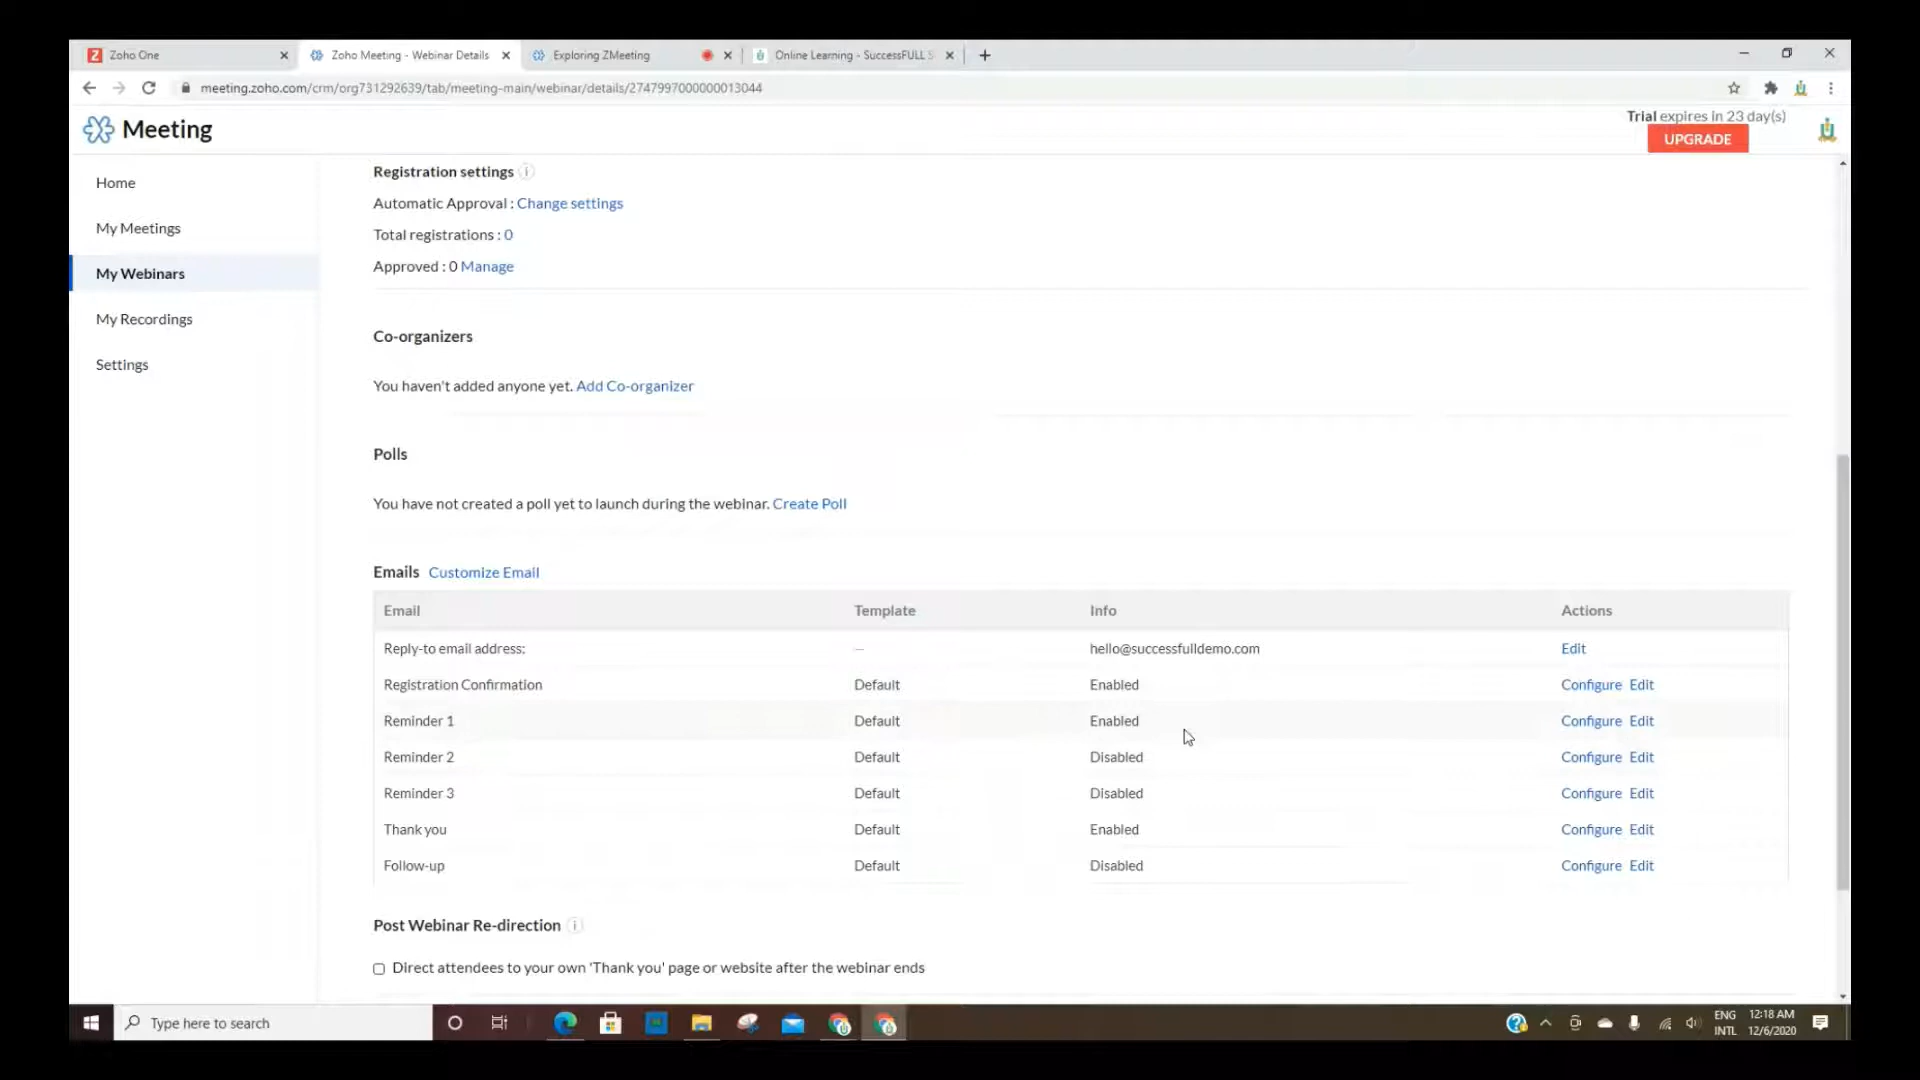 Zoho One
Zoho Meeting - Webinar Details
Exploring ZMeeting
Online Learning - SuccessFULL S
meeting.zoho.com/crm/org731292639/tab/meeting-main/webinar/details/2747997000000013044
Meeting
Trial expires in 23 day(s)
UPGRADE
Home
My Meetings
My Webinars
My Recordings
Settings
Registration settings
Automatic Approval : Change settings
Total registrations : 0
Approved : 0 Manage
Co-organizers
You haven't added anyone yet. Add Co-organizer
Polls
You have not created a poll yet to launch during the webinar. Create Poll
Emails Customize Email
Email Template Info Actions
Reply-to email address: -- hello@successfulldemo.com Edit
Registration Confirmation Default Enabled Configure Edit
Reminder 1 Default Enabled Configure Edit
Reminder 2 Default Disabled Configure Edit
Reminder 3 Default Disabled Configure Edit
Thank you Default Enabled Configure Edit
Follow-up Default Disabled Configure Edit
Post Webinar Re-direction
Direct attendees to your own 'Thank you' page or website after the webinar ends
Type here to search
ENG 12:18 AM
INTL 12/6/2020